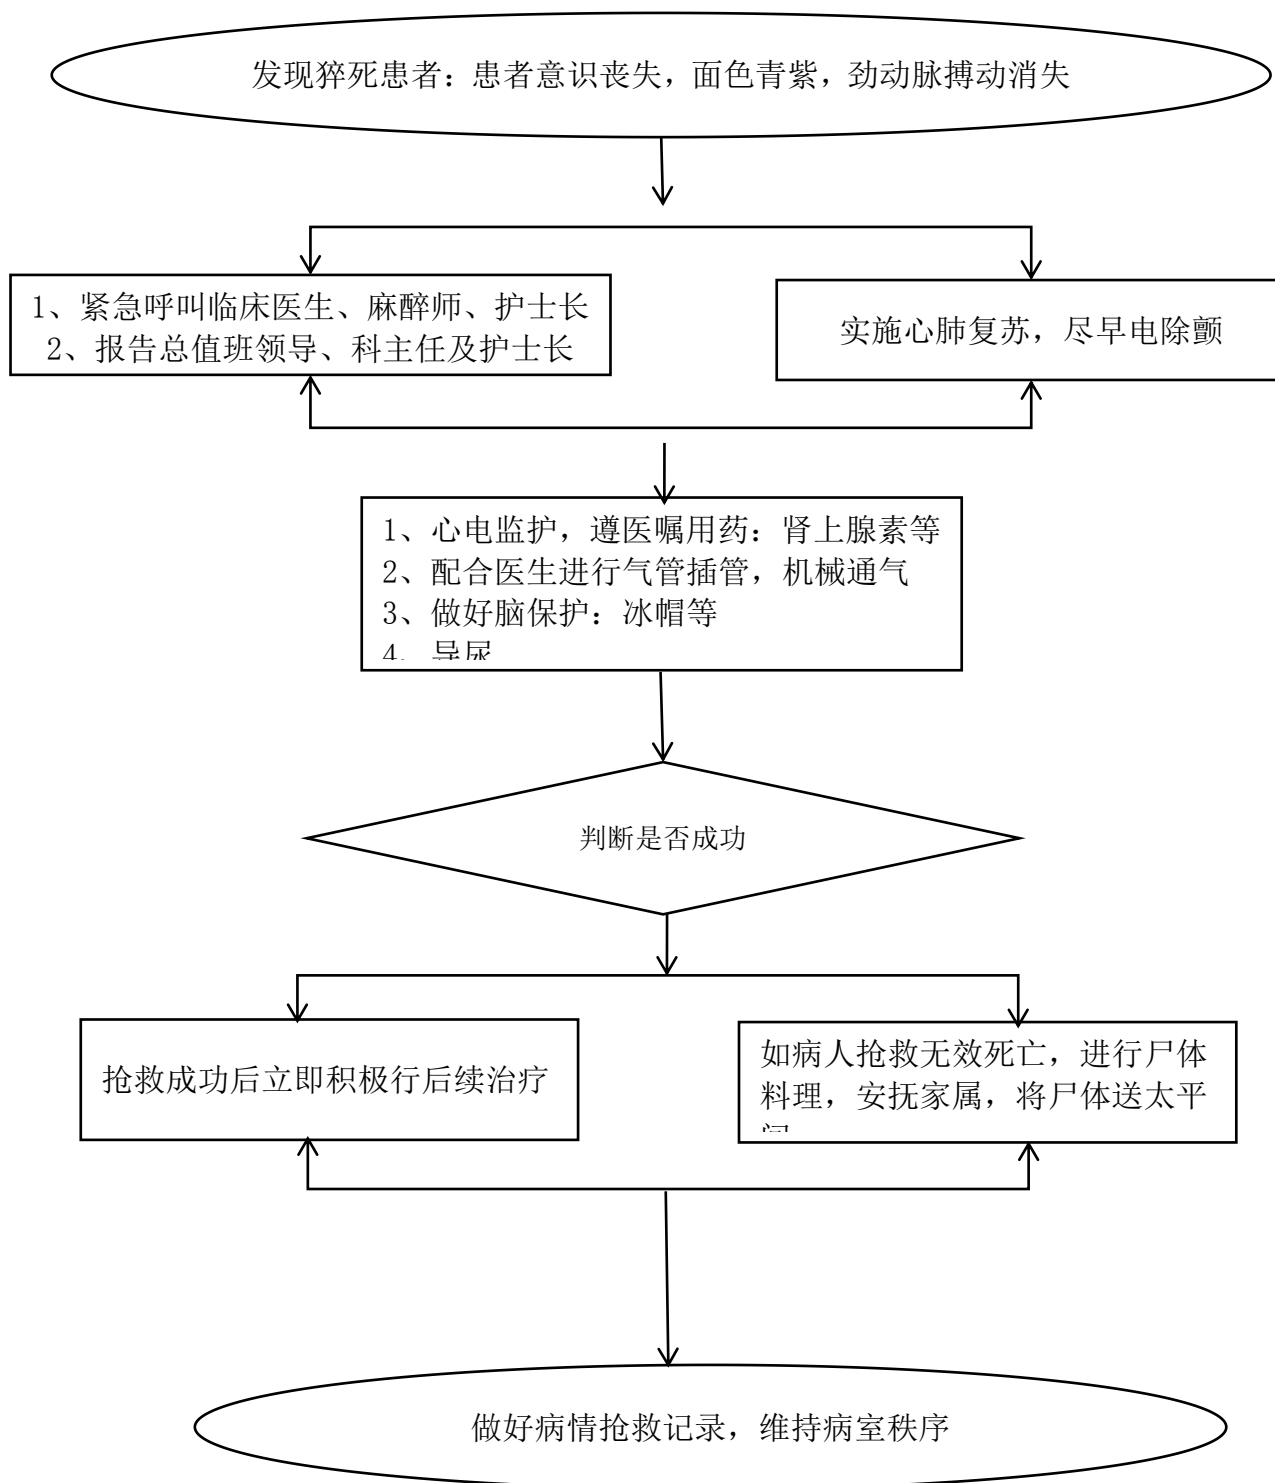 发现猝死患者：患者意识丧失，面色青紫，劲动脉搏动消失
1、紧急呼叫临床医生、麻醉师、护士长
2、报告总值班领导、科主任及护士长
实施心肺复苏，尽早电除颤
1、心电监护，遵医嘱用药：肾上腺素等
2、配合医生进行气管插管，机械通气
3、做好脑保护：冰帽等
4、导尿
判断是否成功
抢救成功后立即积极行后续治疗
如病人抢救无效死亡，进行尸体
料理，安抚家属，将尸体送太平
间
做好病情抢救记录，维持病室秩序